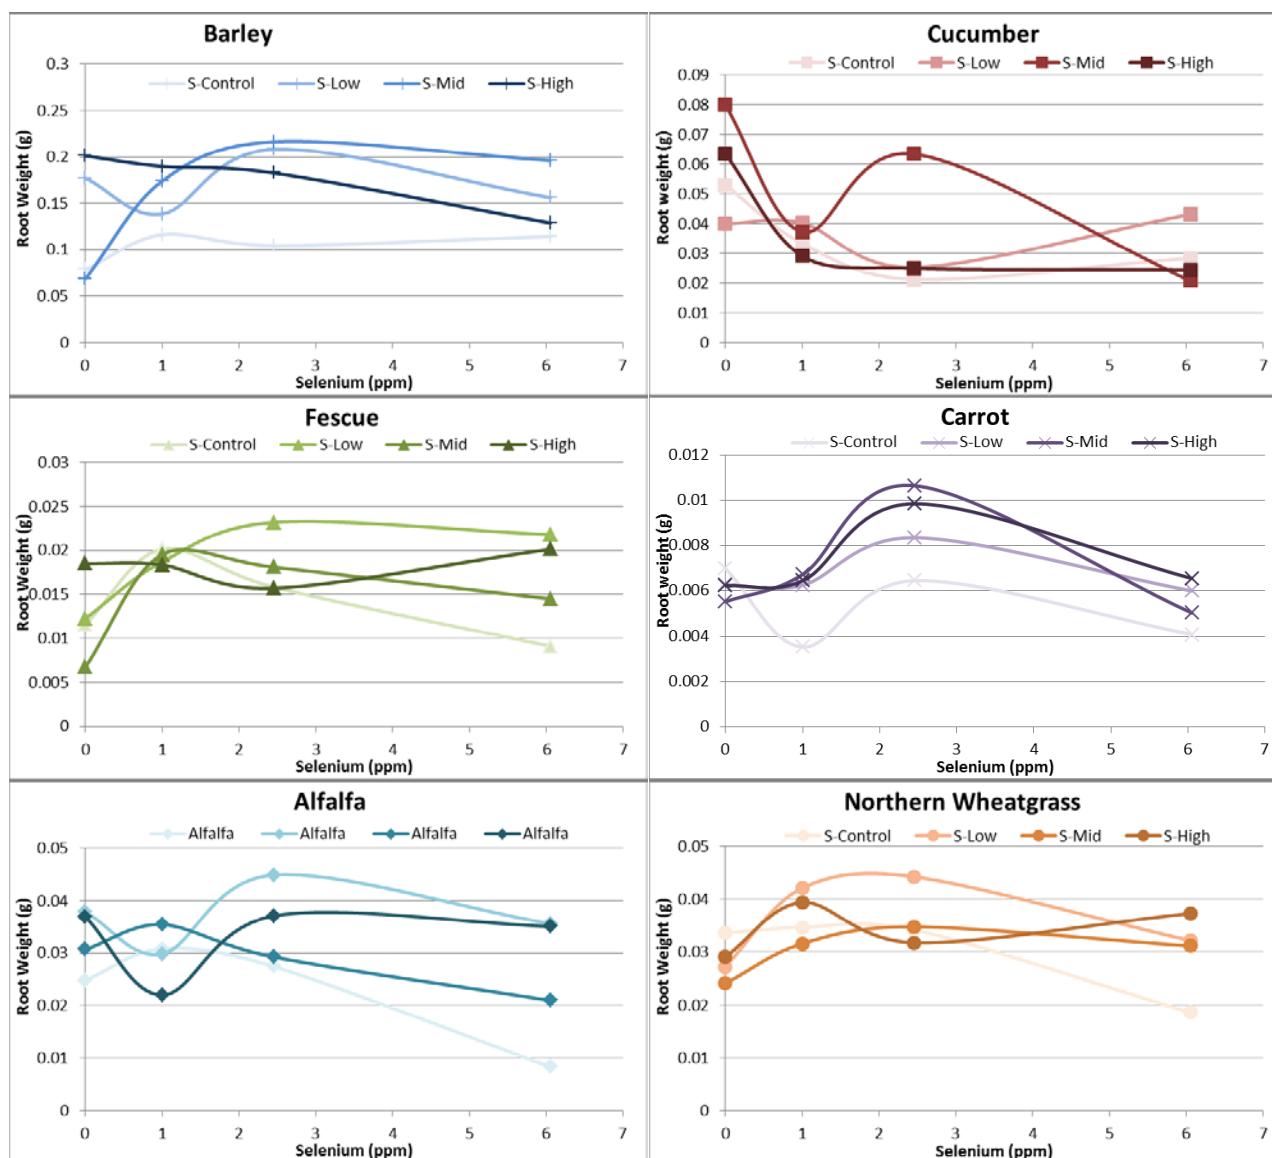 Barley
S-Control S-Low S-Mid S-High
Root Weight (g)
0.3
0.25
0.2
0.15
0.1
0.05
0
0 1 2 3 4 5 6 7
Selenium (ppm)
Cucumber
S-Control S-Low S-Mid S-High
Root weight (g)
0.09
0.08
0.07
0.06
0.05
0.04
0.03
0.02
0.01
0
0 1 2 3 4 5 6 7
Selenium (ppm)
Fescue
S-Control S-Low S-Mid S-High
Root Weight (g)
0.03
0.025
0.02
0.015
0.01
0.005
0
0 1 2 3 4 5 6 7
Selenium (ppm)
Carrot
S-Control S-Low S-Mid S-High
Root weight (g)
0.012
0.01
0.008
0.006
0.004
0.002
0
0 1 2 3 4 5 6 7
Selenium (ppm)
Alfalfa
Alfalfa Alfalfa Alfalfa Alfalfa
Root Weight (g)
0.05
0.04
0.03
0.02
0.01
0
0 1 2 3 4 5 6 7
Selenium (ppm)
Northern Wheatgrass
S-Control S-Low S-Mid S-High
Root Weight (g)
0.05
0.04
0.03
0.02
0.01
0
0 1 2 3 4 5 6 7
Selenium (ppm)